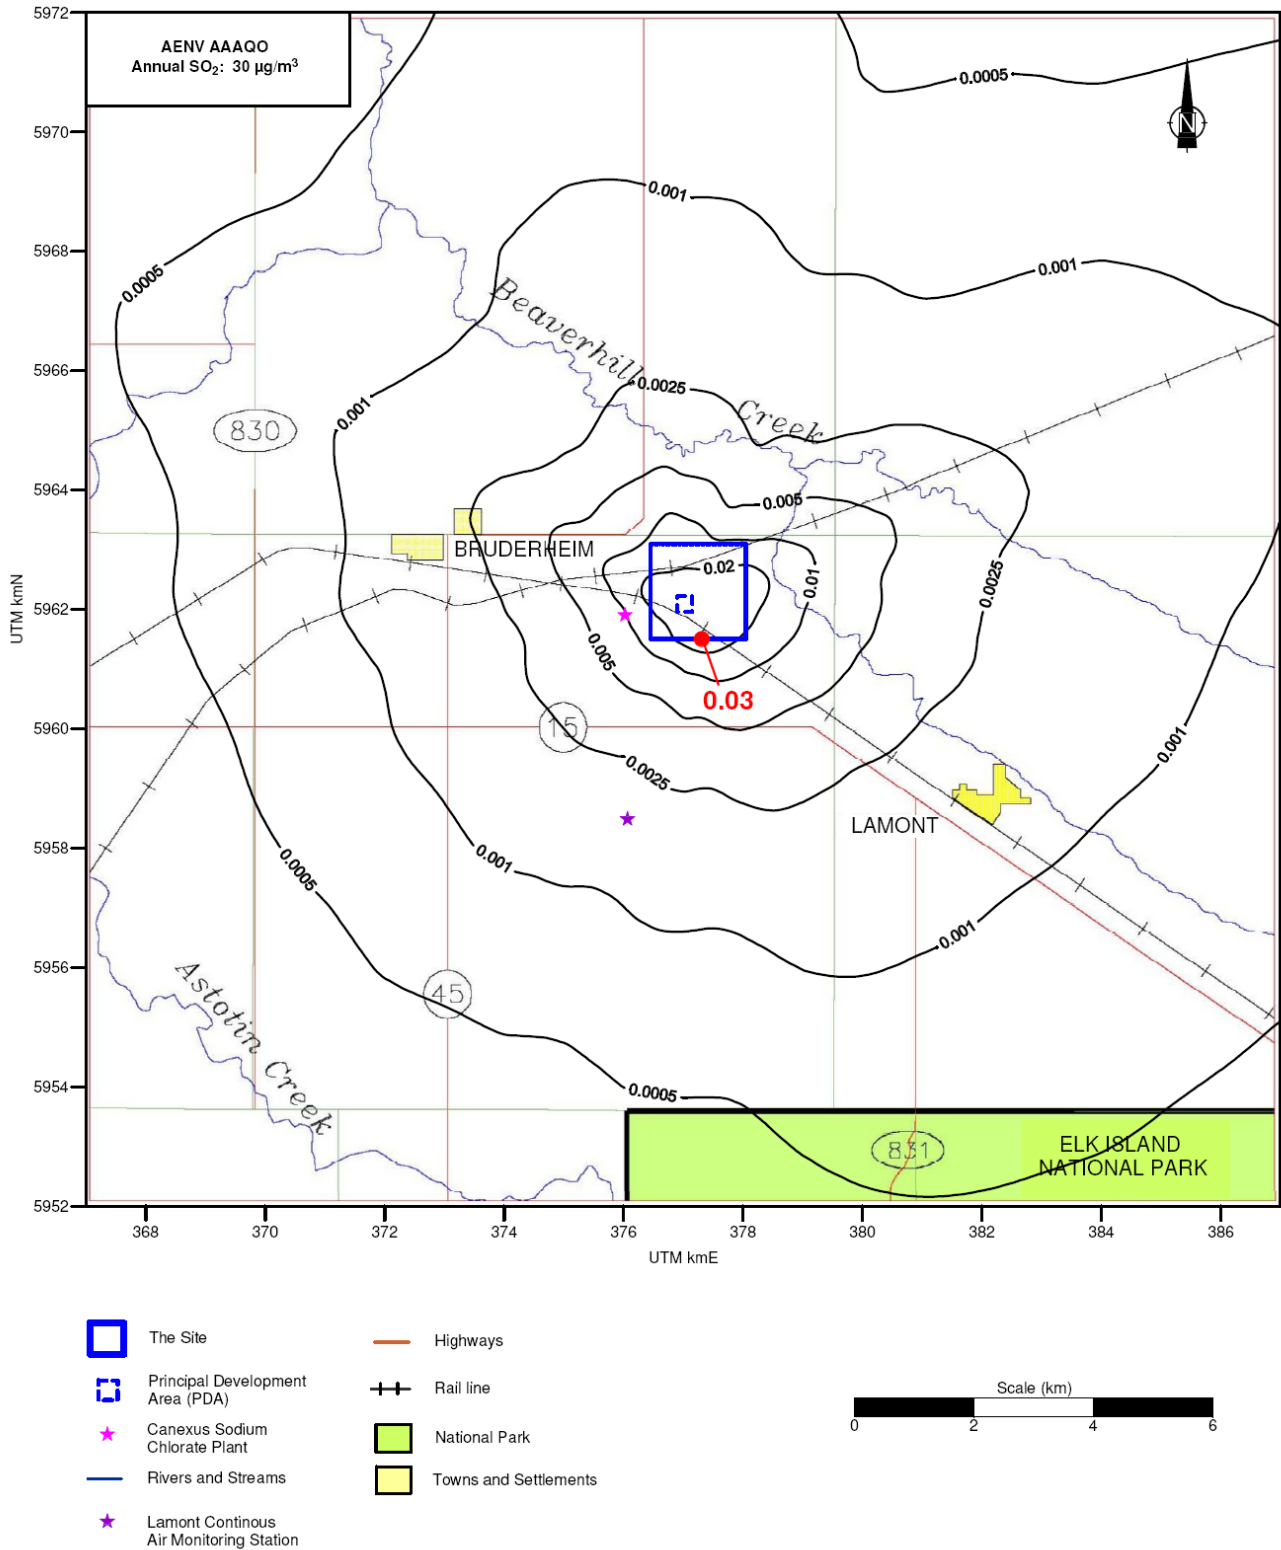 AENV AAAQO
Annual SO₂: 30 µg/m³
5972
5970
5968
5966
5964
5962
5960
5958
5956
5954
5952
UTM kmN
368
370
372
374
376
378
380
382
384
386
UTM kmE
0.0005
N
0.001
0.001
0.0005
Beaverhill
Creek
0.0025
0.001
830
0.005
BRUDERHEIM
0.02
0.01
0.0025
0.005
0.03
15
0.001
0.0025
LAMONT
0.001
0.0005
0.001
Astotin Creek
45
0.0005
831
ELK ISLAND
NATIONAL PARK
The Site
Principal Development
Area (PDA)
Canexus Sodium
Chlorate Plant
Rivers and Streams
Lamont Continous
Air Monitoring Station
Highways
Rail line
National Park
Towns and Settlements
Scale (km)
0 2 4 6